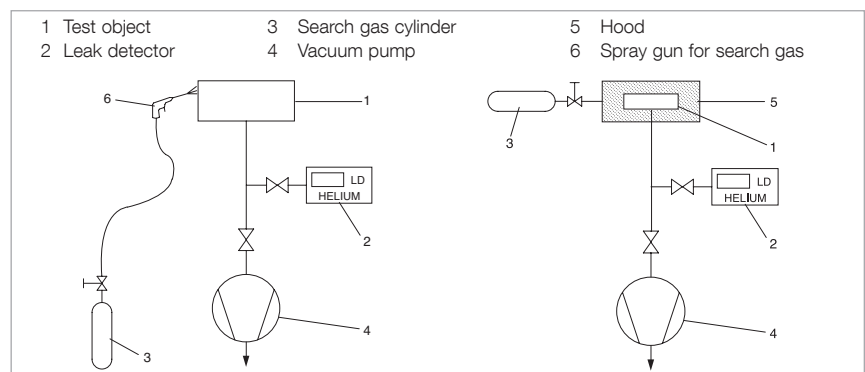 1 Test object 3 Search gas cylinder 5 Hood
2 Leak detector 4 Vacuum pump 6 Spray gun for search gas
6
1
LD
HELIUM
2
4
3
3
5
1
LD
HELIUM
2
4